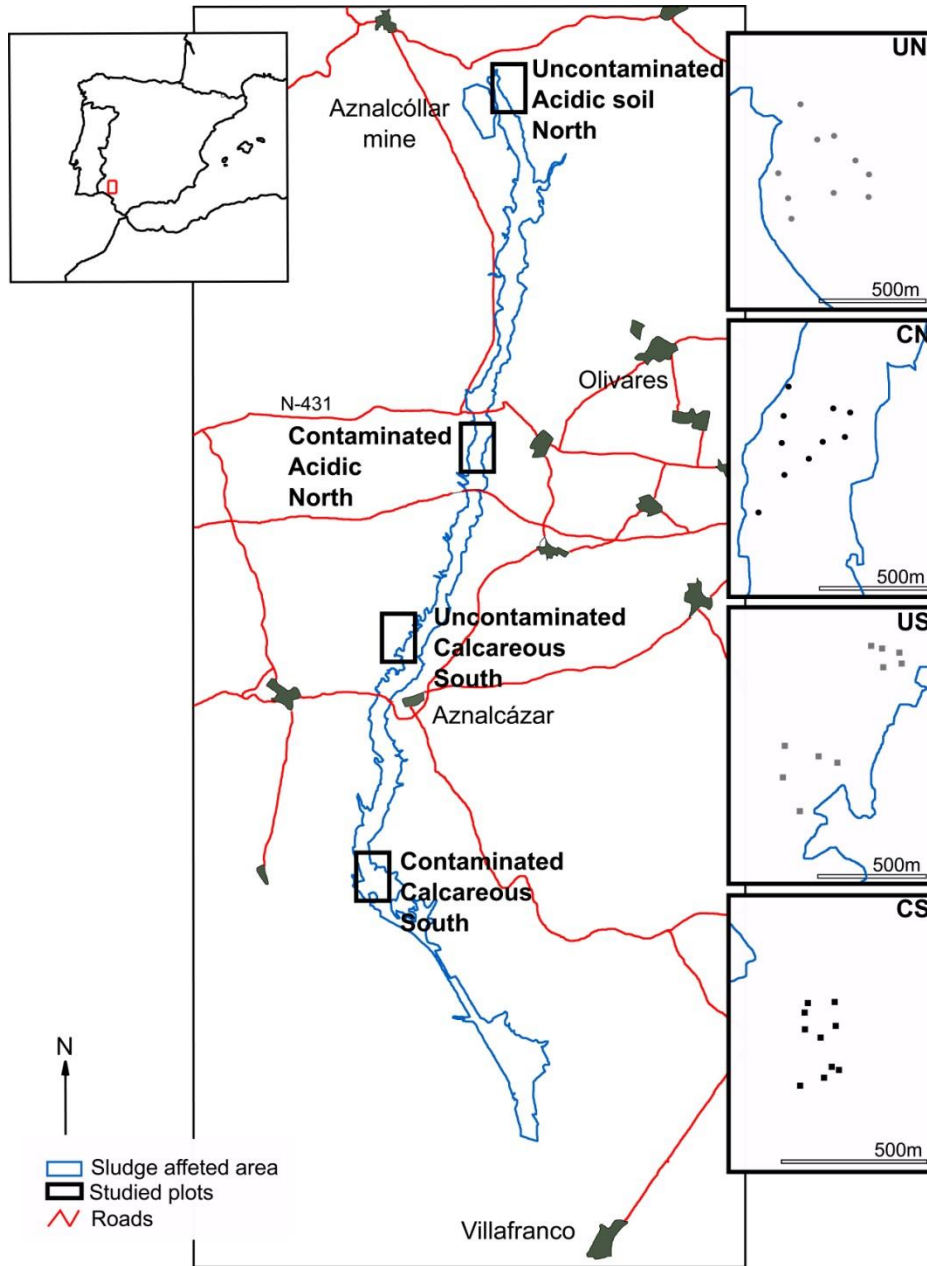 Aznalcóllar
mine
Uncontaminated
Acidic soil
North
N-431
Olivares
Contaminated
Acidic
North
Uncontaminated
Calcareous
South
Aznalcázar
Contaminated
Calcareous
South
Villafranco
N
Sludge affeted area
Studied plots
Roads
UN
500m
CN
500m
US
500m
CS
500m